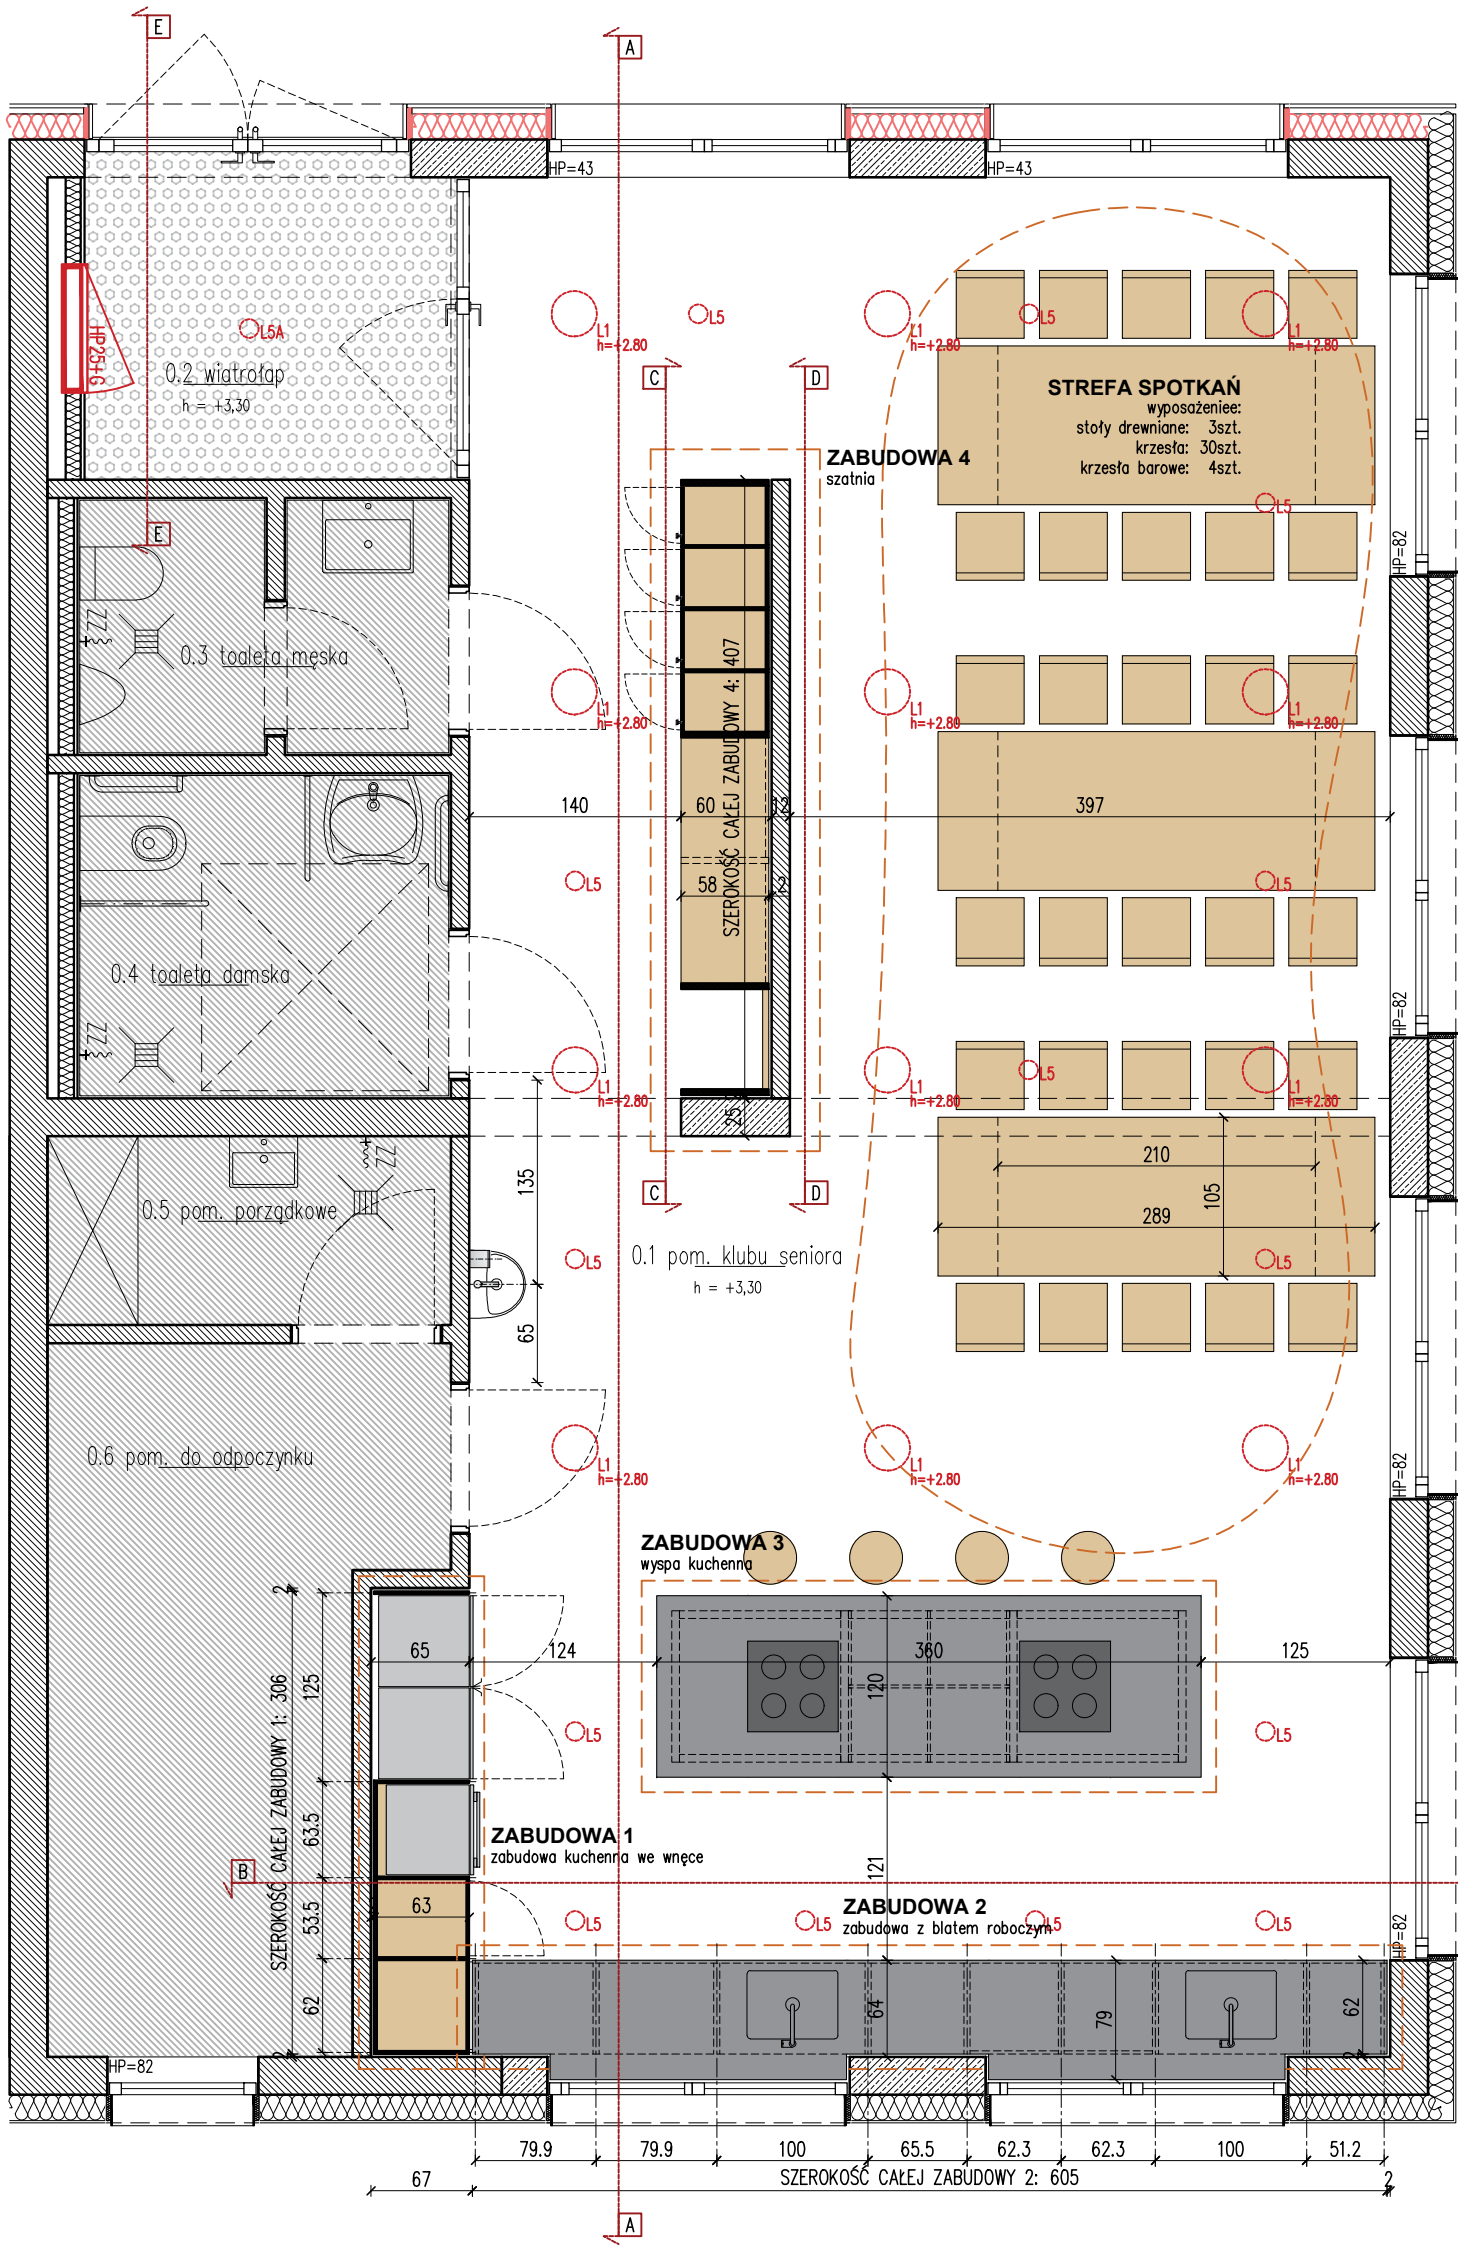 E
A
HP=43
HP=43
L5A
HP25+G
0.2 wiatrołap
h = +3,30
L1
h=+2.80
L5
L1
h=+2.80
L5
L1
h=+2.80
C
D
STREFA SPOTKAŃ
wyposażeniee:
stoły drewniane: 3szt.
krzesła: 30szt.
krzesła barowe: 4szt.
ZABUDOWA 4
szatnia
L5
E
HP=82
ZZ
0.3 toaleta męska
L1
h=+2.80
L1
h=+2.80
L1
h=+2.80
SZEROKOŚĆ CAŁEJ ZABUDOWY 4: 407
140
60
12
397
L5
58
2
L5
0.4 toaleta damska
ZZ
HP=82
L1
h=+2.80
L1
h=+2.80
L5
L1
h=+2.80
25
ZZ
135
C
D
210
105
289
0.5 pom. porządkowe
L5
0.1 pom. klubu seniora
h = +3,30
L5
65
0.6 pom. do odpoczynku
L1
h=+2.80
L1
h=+2.80
L1
h=+2.80
HP=82
ZABUDOWA 3
wyspa kuchenna
2
125
SZEROKOŚĆ CAŁEJ ZABUDOWY 1: 306
65
124
360
120
125
L5
L5
63.5
ZABUDOWA 1
zabudowa kuchenna we wnęce
121
B
53.5
63
L5
L5
ZABUDOWA 2
zabudowa z blatem roboczym
L5
L5
HP=82
62
64
79
62
2
2
HP=82
79.9
79.9
100
65.5
62.3
62.3
100
51.2
67
SZEROKOŚĆ CAŁEJ ZABUDOWY 2: 605
2
A